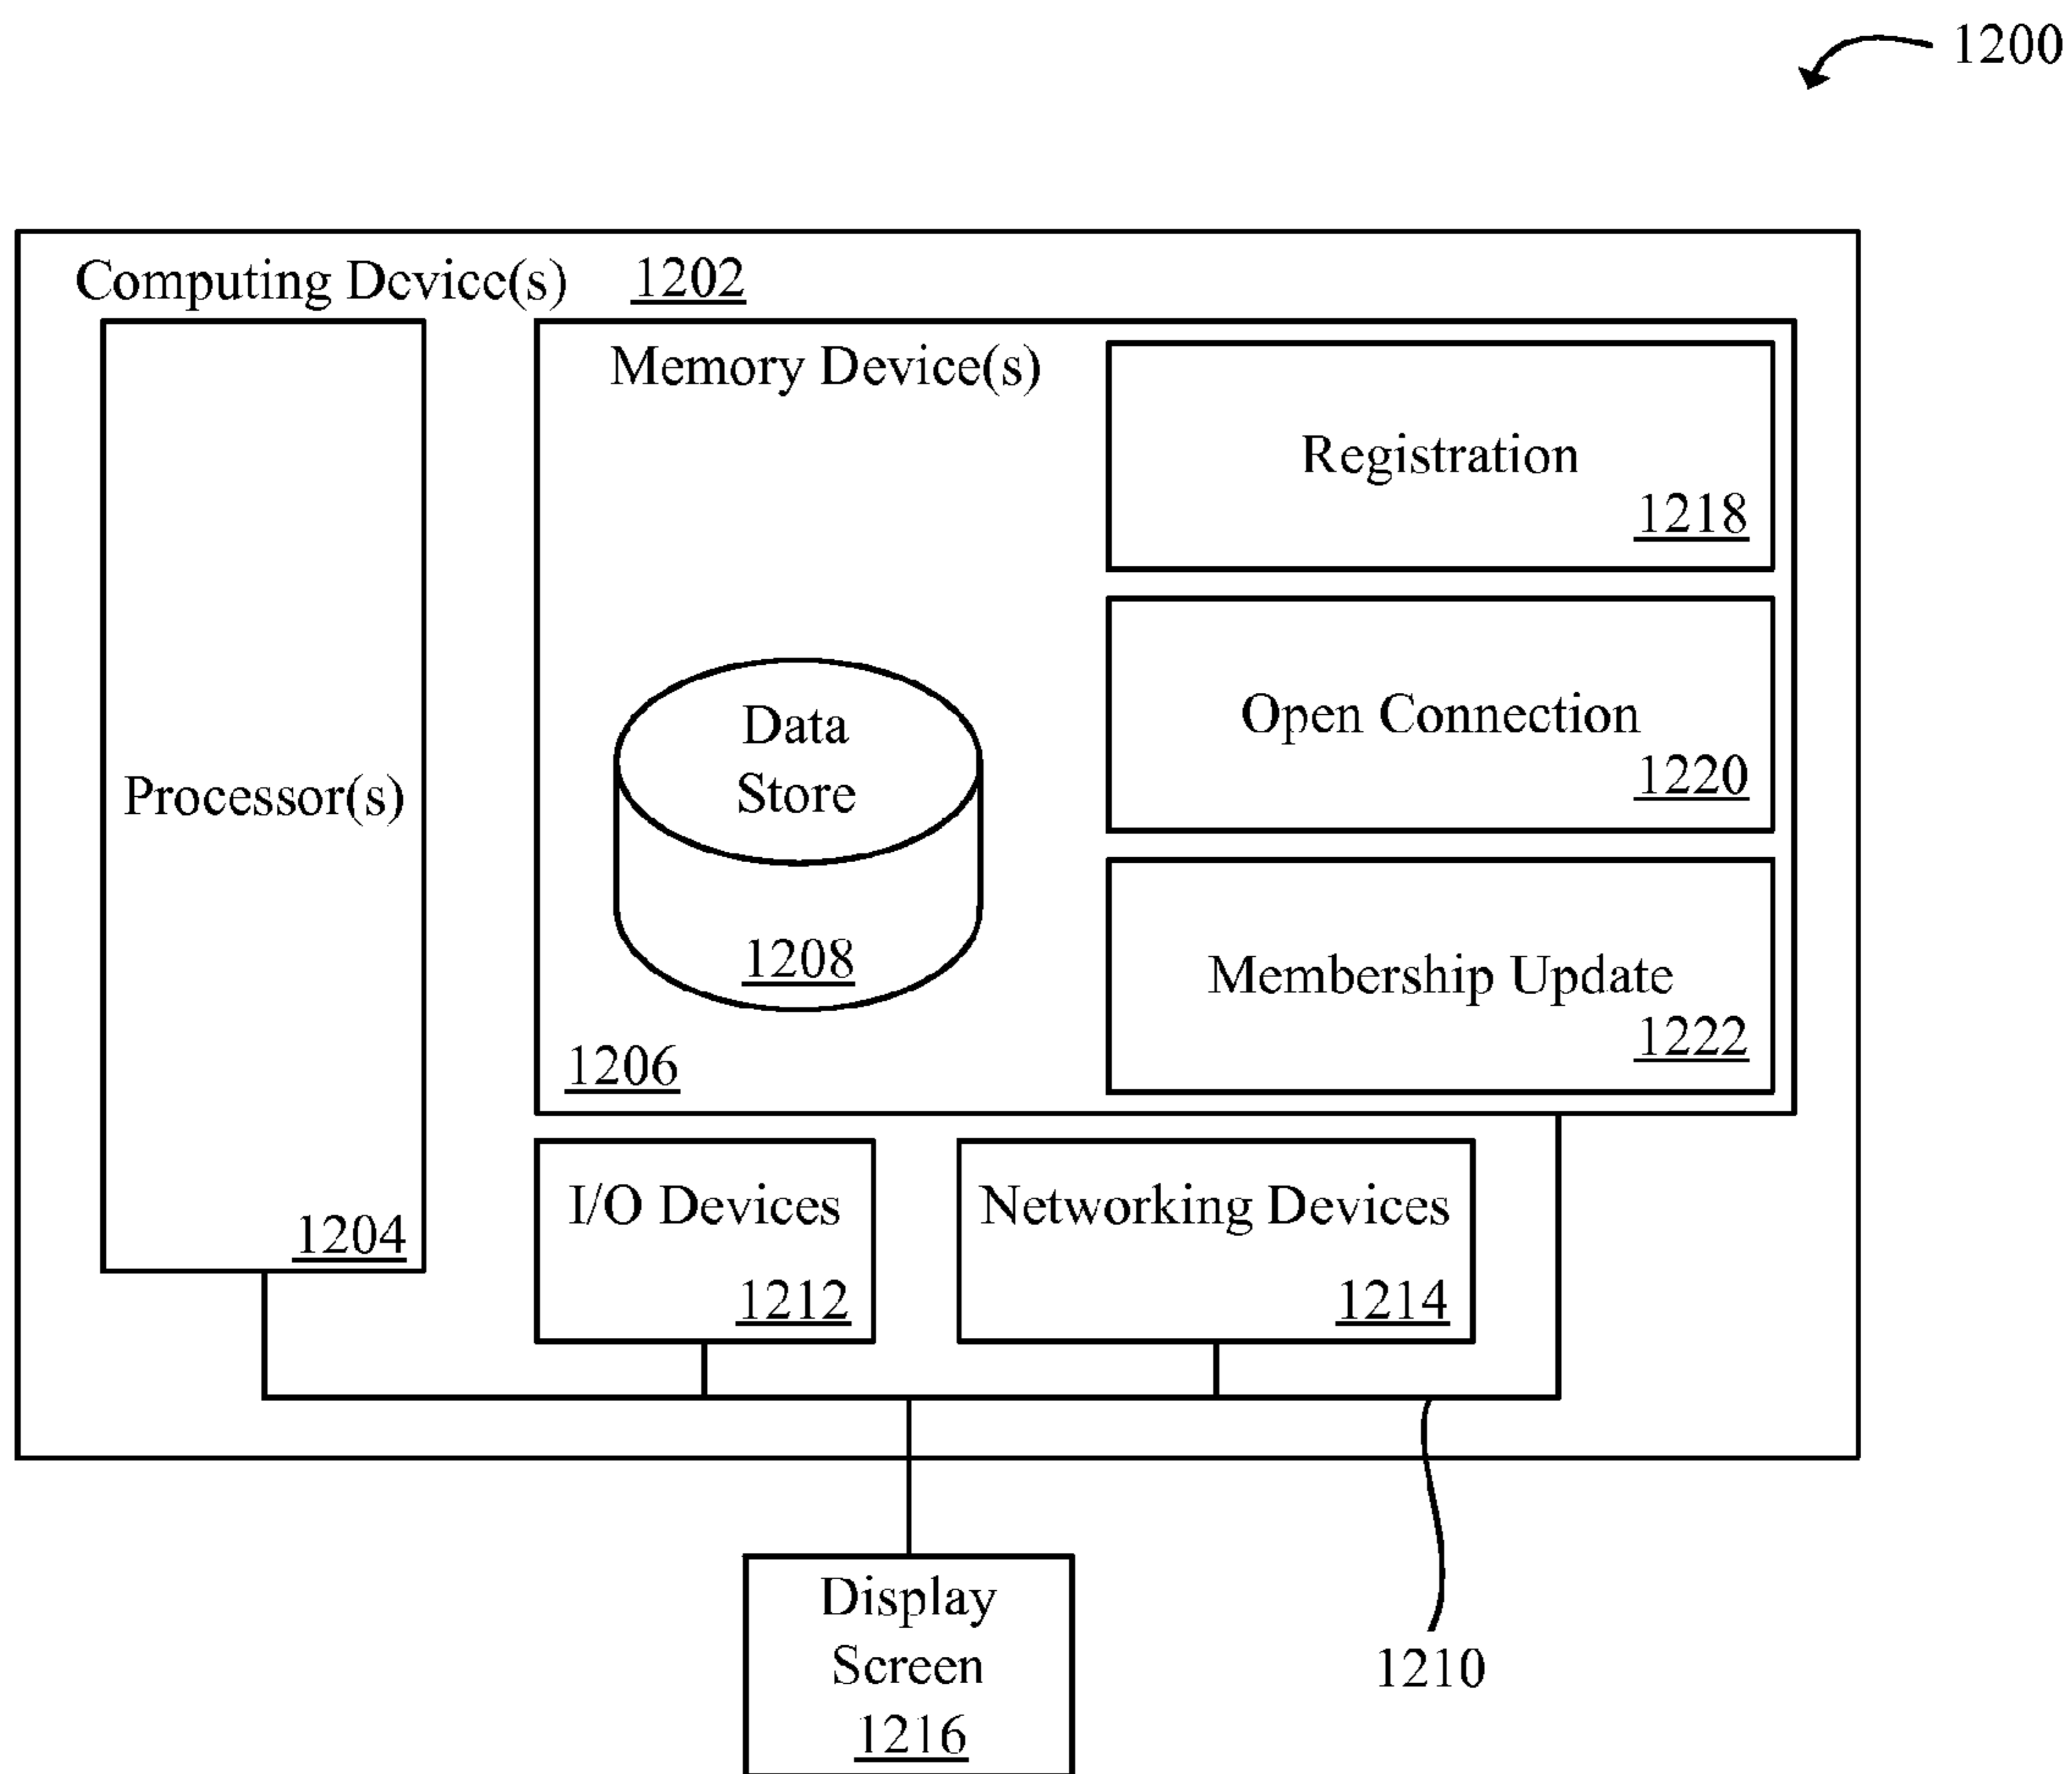 1200
Computing Device(s) 1202
Memory Device(s)
Registration
1218
Open Connection
1220
Data
Store
1208
Processor(s)
Membership Update
1222
1206
1204
I/O Devices
1212
Networking Devices
1214
Display
Screen
1216
1210